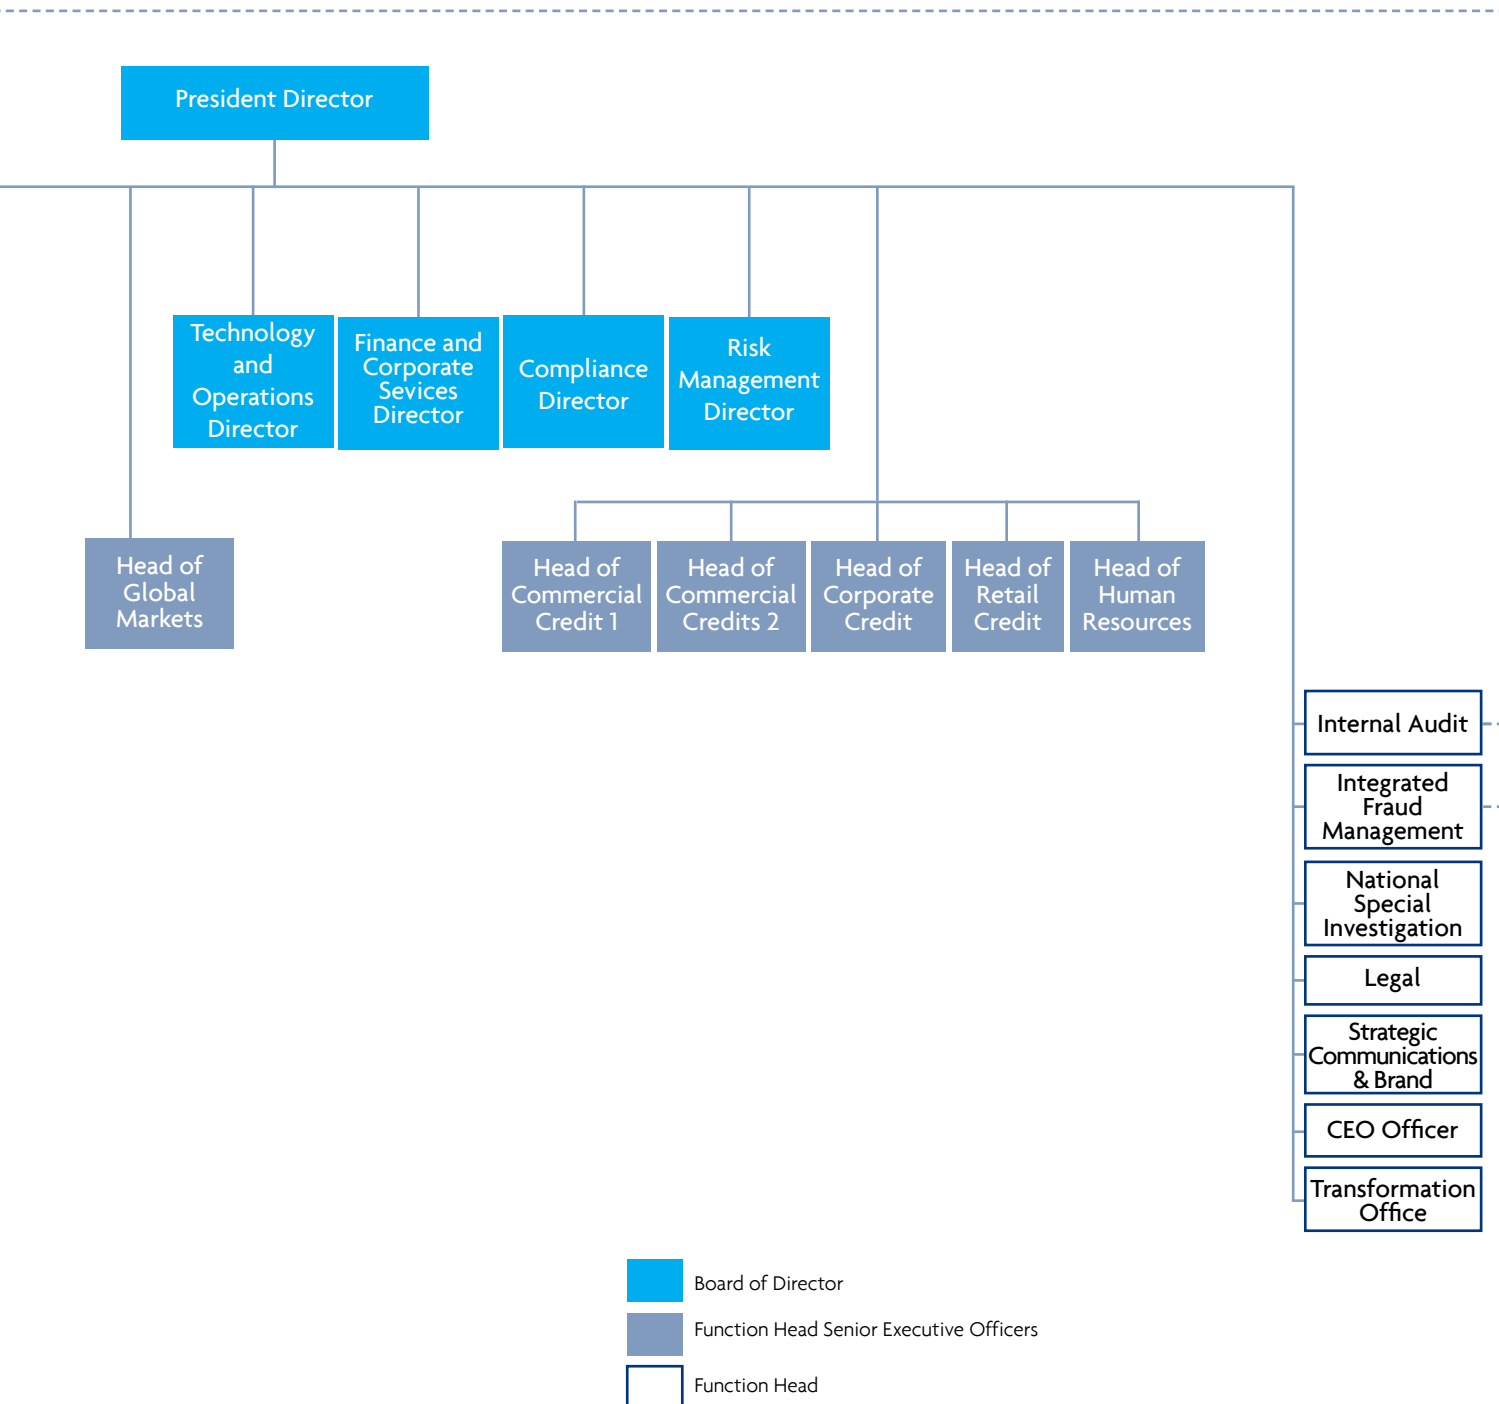 President Director
Technology
and
Operations
Director
Finance and
Corporate
Sevices
Director
Compliance
Director
Risk
Management
Director
Head of
Global
Markets
Head of
Commercial
Credit 1
Head of
Commercial
Credits 2
Head of
Corporate
Credit
Head of
Retail
Credit
Head of
Human
Resources
Internal Audit
Integrated
Fraud
Management
National
Special
Investigation
Legal
Strategic
Communications
& Brand
CEO Officer
Transformation
Office
Board of Director
Function Head Senior Executive Officers
Function Head